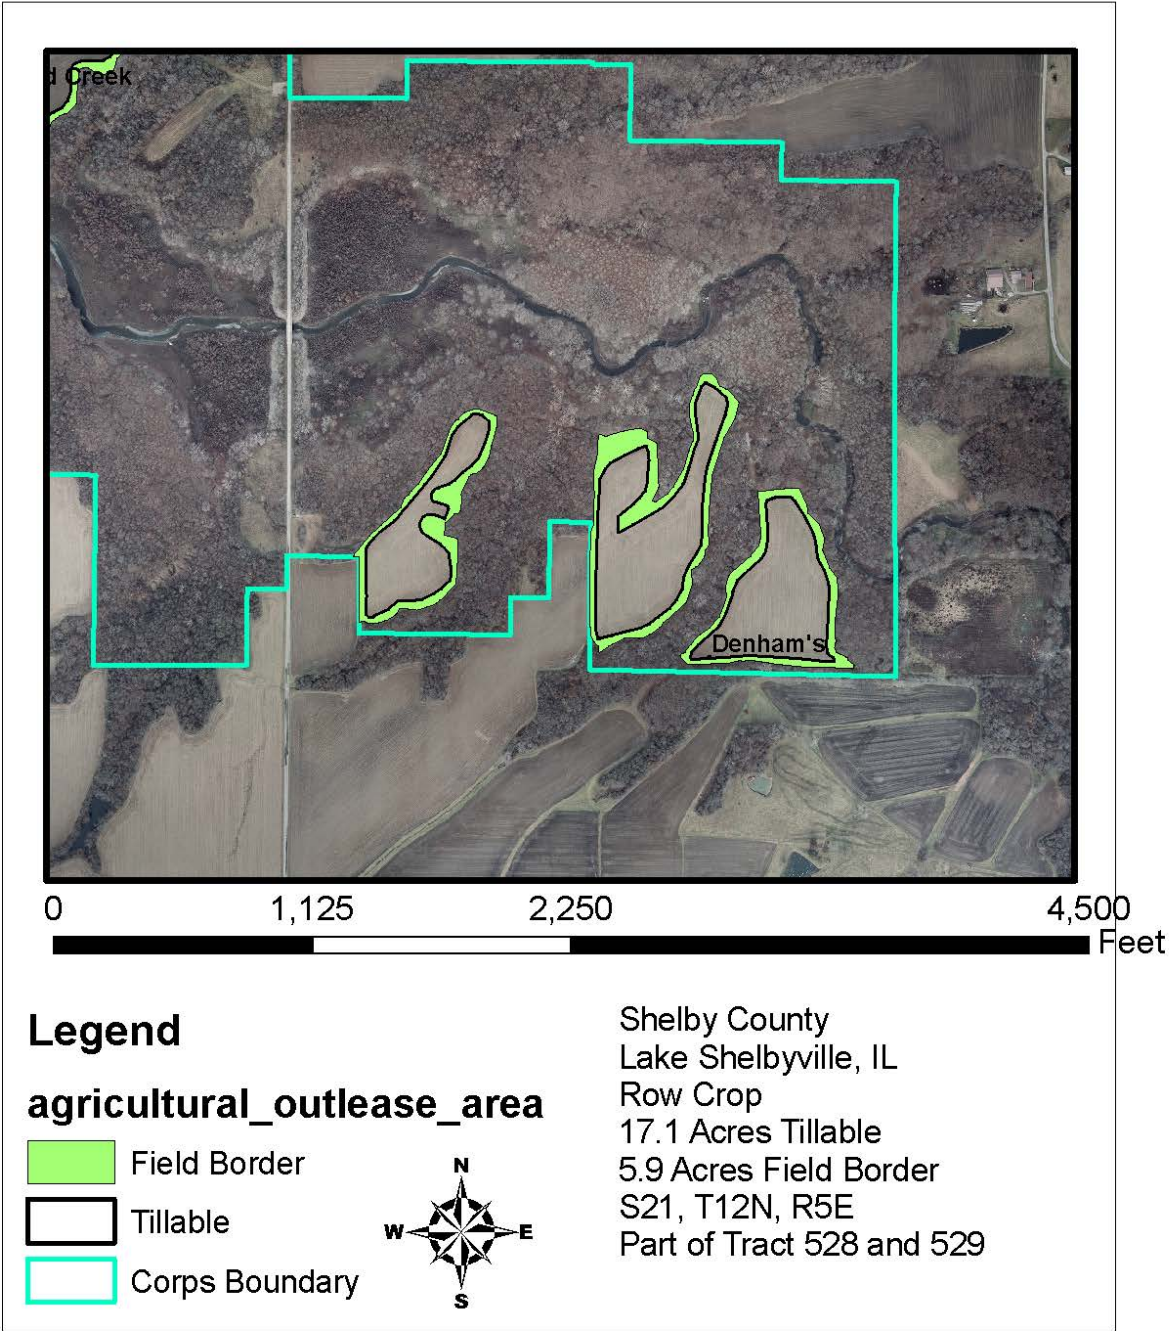 d Creek
Denham's
0 1,125 2,250 4,500
Feet
Legend
agricultural_outlease_area
Field Border
Tillable
Corps Boundary
N
W E
S
Shelby County
Lake Shelbyville, IL
Row Crop
17.1 Acres Tillable
5.9 Acres Field Border
S21, T12N, R5E
Part of Tract 528 and 529